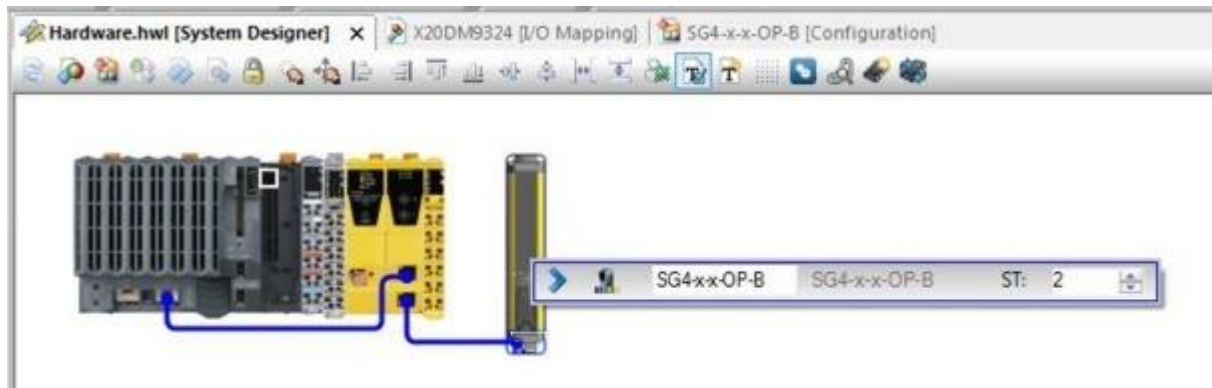 Hardware.hwl [System Designer] X X20DM9324 [I/O Mapping] SG4-x-x-OP-B [Configuration]
SG4-x-x-OP-B SG4-x-x-OP-B ST: 2